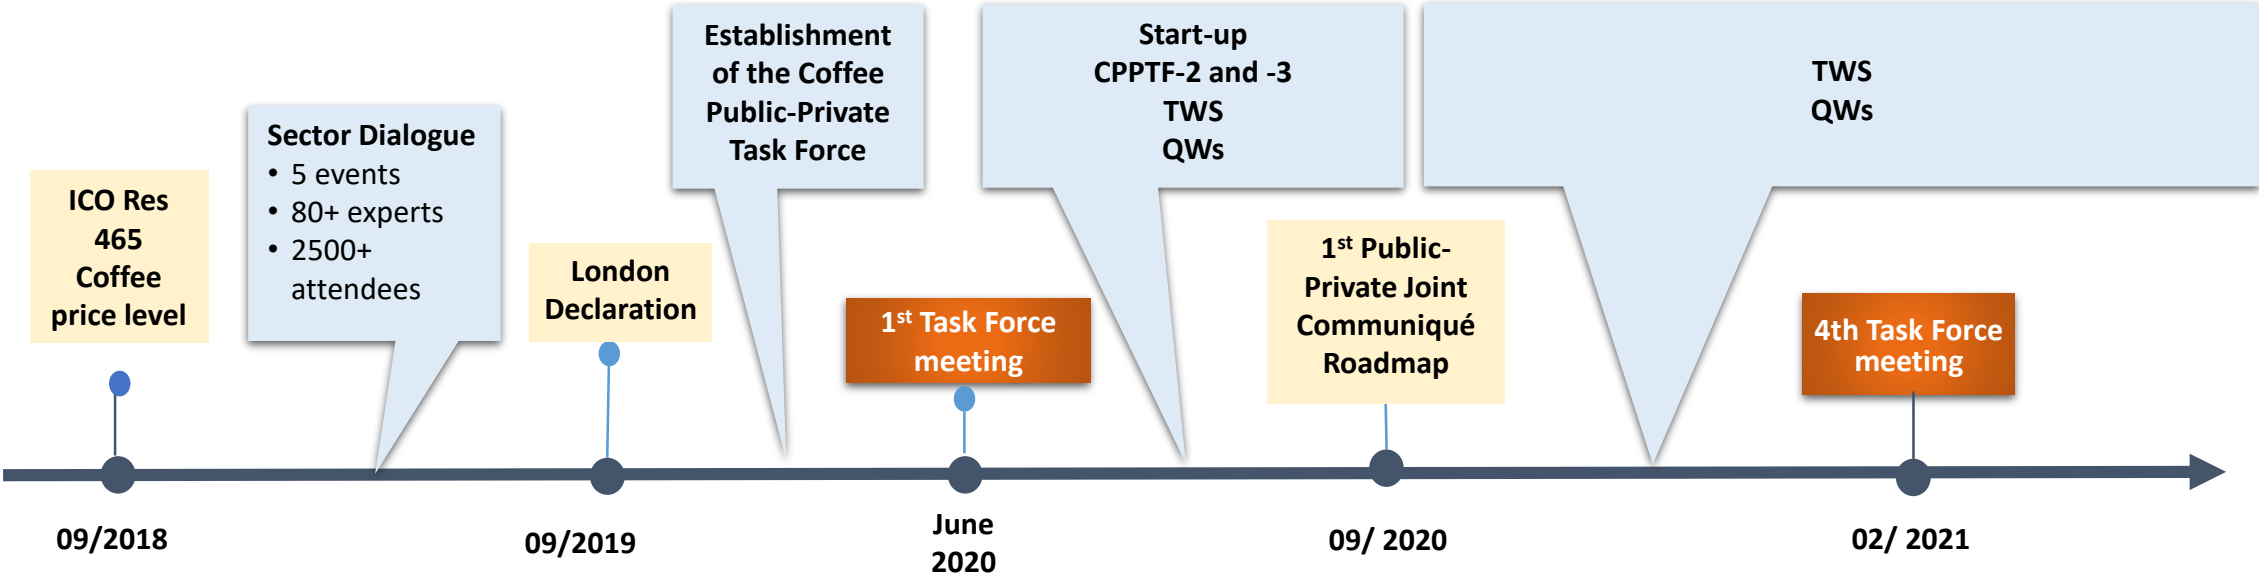 ICO Res
465
Coffee
price level
Sector Dialogue
• 5 events
• 80+ experts
• 2500+
attendees
London
Declaration
Establishment
of the Coffee
Public-Private
Task Force
1st Task Force
meeting
Start-up
CPPTF-2 and -3
TWS
QWs
1st Public-
Private Joint
Communiqué
Roadmap
TWS
QWs
4th Task Force
meeting
09/2018
09/2019
June
2020
09/ 2020
02/ 2021